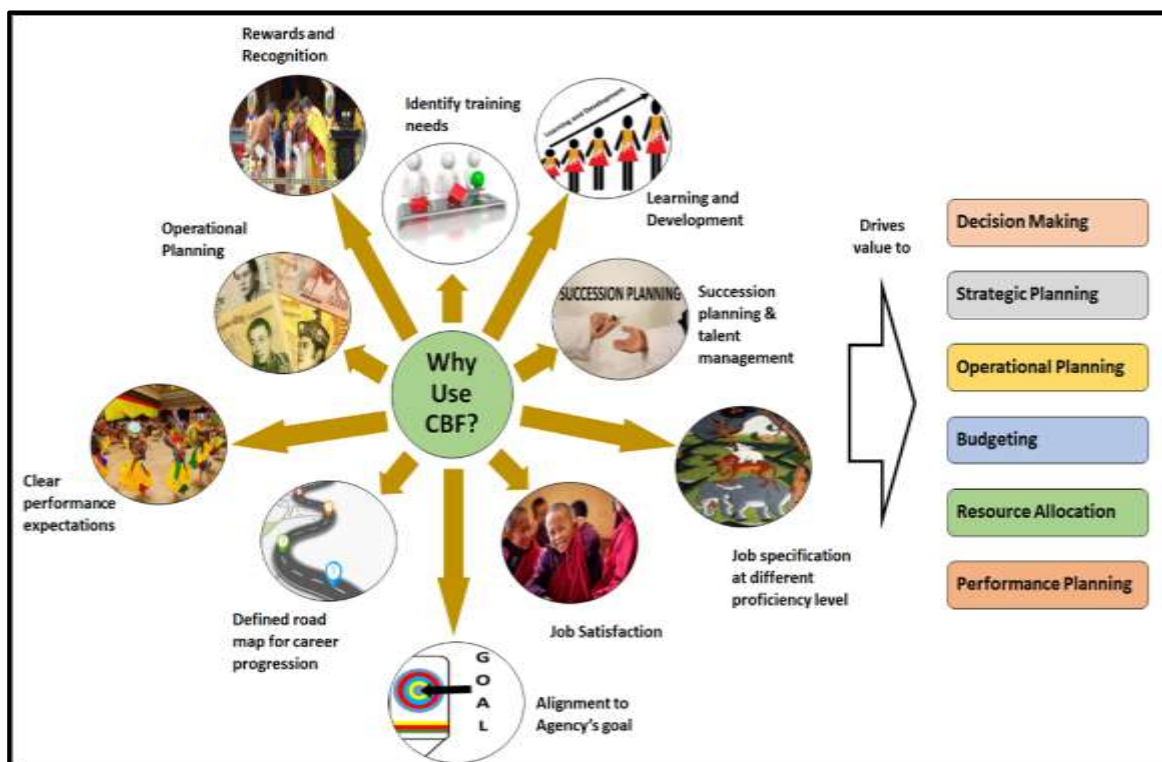 Rewards and
Recognition
Identify training
needs
Learning and Development
Learning and
Development
Operational
Planning
Drives
value to
Decision Making
SUCCESSION PLANNING
Succession
planning &
talent
management
Strategic Planning
Why
Use
CBF?
Operational Planning
Budgeting
Clear
performance
expectations
Resource Allocation
Job specification
at different
proficiency level
Performance Planning
Defined road
map for career
progression
Job Satisfaction
G
O
A
L
Alignment to
Agency's goal